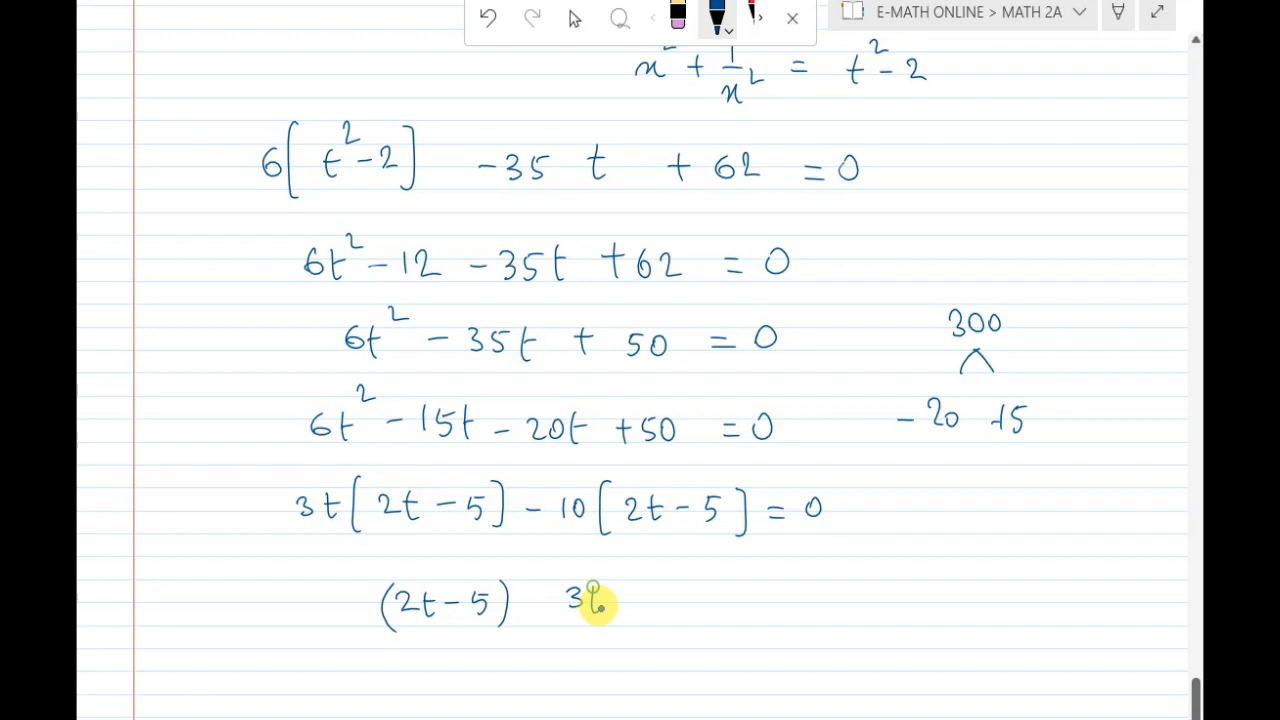 E-MATH ONLINE > MATH 2A
x² + 1/x² = t² - 2
6[t² - 2] - 35 t + 62 = 0
6t² - 12 - 35t + 62 = 0
6t² - 35t + 50 = 0
300
6t² - 15t - 20t + 50 = 0
-20 -15
3t[2t - 5] - 10[2t - 5] = 0
(2t - 5) 3t